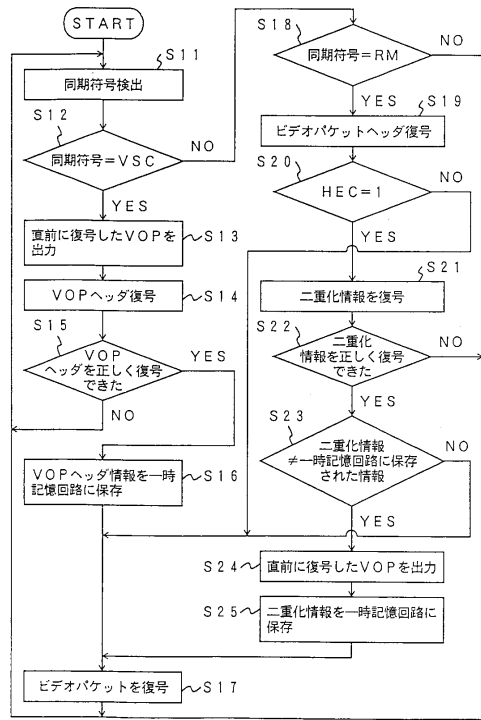 START
S11
同期符号検出
S12
同期符号=VSC
NO
YES
直前に復号したVOPを
出力
S13
VOPヘッダ復号
S14
S15
VOP
ヘッダを正しく復号
できた
YES
NO
VOPヘッダ情報を一時
記憶回路に保存
S16
ビデオパケットを復号
S17
S18
同期符号=RM
NO
YES
S19
ビデオパケットヘッダ復号
S20
HEC=1
NO
YES
S21
二重化情報を復号
S22
二重化
情報を正しく復号
できた
NO
YES
S23
二重化情報
≠一時記憶回路に保存
された情報
NO
YES
S24
直前に復号したVOPを出力
S25
二重化情報を一時記憶回路に
保存